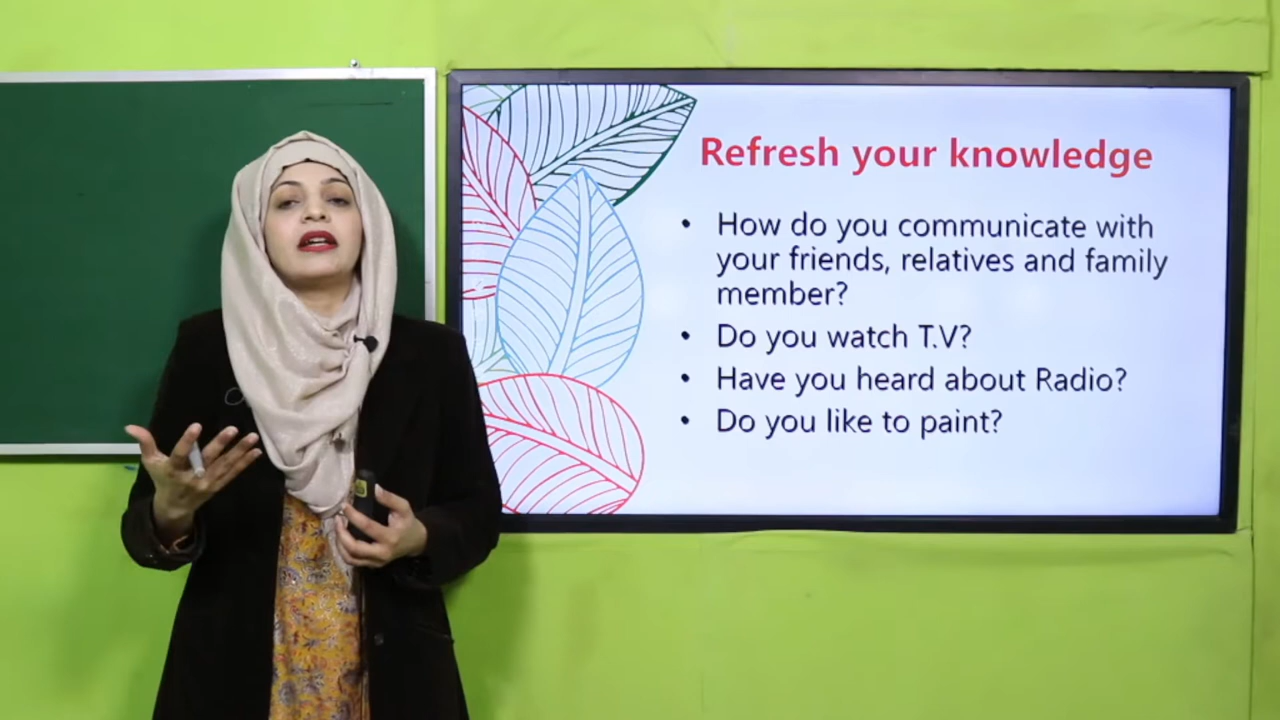 Refresh your knowledge
• How do you communicate with
your friends, relatives and family
member?
• Do you watch T.V?
• Have you heard about Radio?
• Do you like to paint?